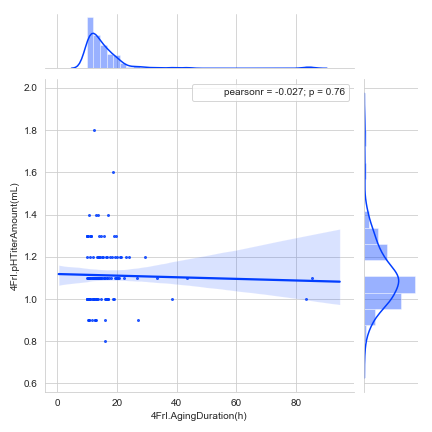 pearsonr = -0.027; p = 0.76
2.0
1.8
1.6
1.4
1.2
1.0
0.8
0.6
4Frl.pHTiterAmount(mL)
0 20 40 60 80
4Frl.AgingDuration(h)